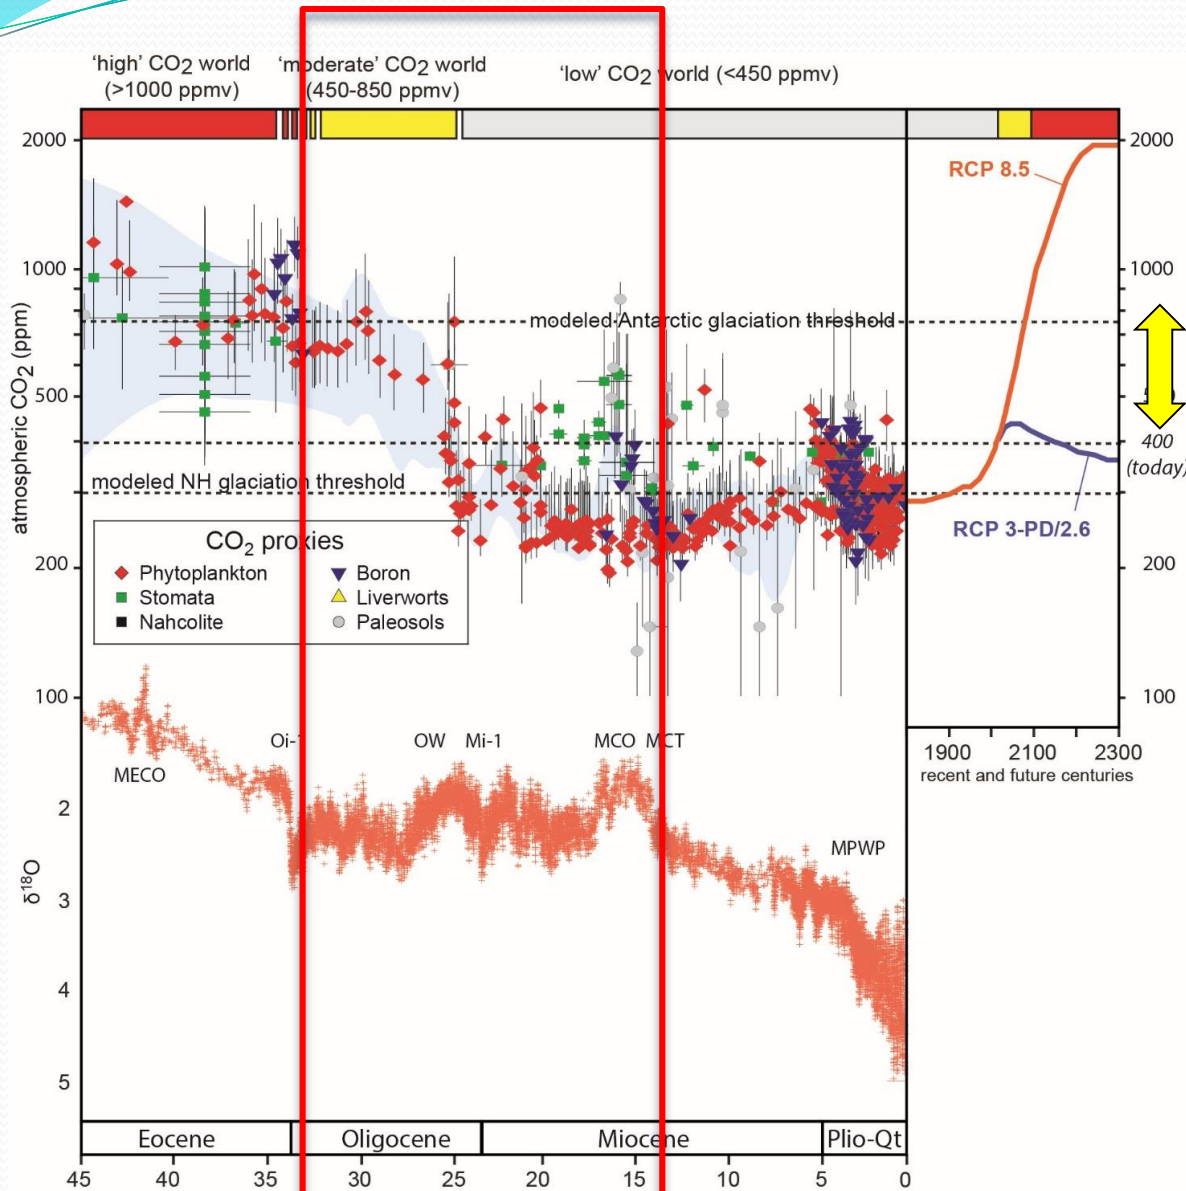 ‘high’ CO2 world
(>1000 ppmv)
‘moderate’ CO2 world
(450-850 ppmv)
‘low’ CO2 world (<450 ppmv)
2000
1000
500
200
100
atmospheric CO2 (ppm)
modeled Antarctic glaciation threshold
modeled NH glaciation threshold
CO2 proxies
Phytoplankton
Stomata
Nahcolite
Boron
Liverworts
Paleosols
RCP 8.5
RCP 3-PD/2.6
2000
1000
400
(today)
200
100
1900
2100
2300
recent and future centuries
MECO
OW
Mi-1
MCO
MCT
MPWP
2
3
4
5
δ18O
Eocene
Oligocene
Miocene
Plio-Qt
45
40
35
30
25
20
15
10
5
0